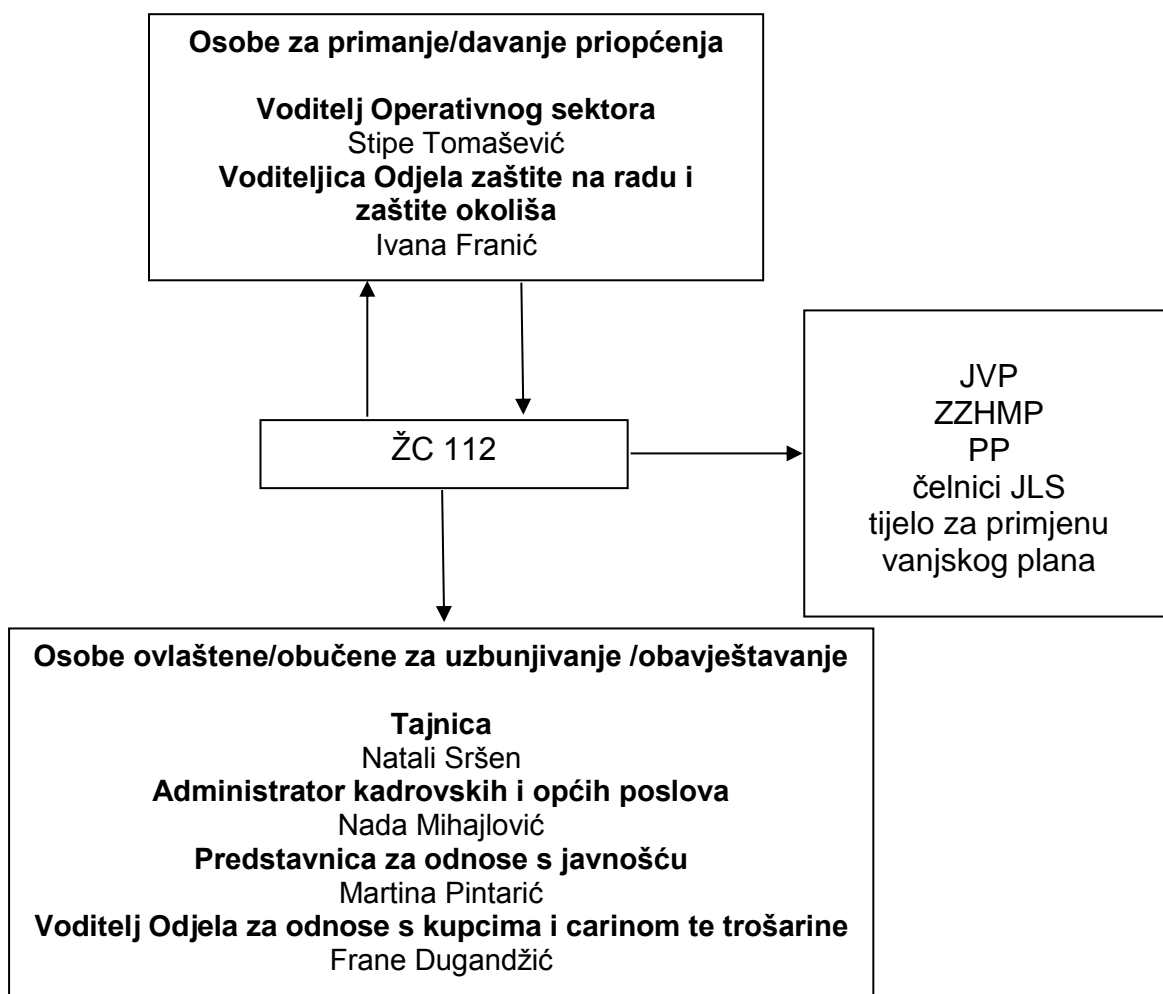 Osobe za primanje/davanje priopćenja
Voditelj Operativnog sektora
Stipe Tomašević
Voditeljica Odjela zaštite na radu i
zaštite okoliša
Ivana Franić
ŽC 112
JVP
ZZHMP
PP
čelnici JLS
tijelo za primjenu
vanjskog plana
Osobe ovlaštene/obučene za uzbunjivanje /obavještavanje
Tajnica
Natali Sršen
Administrator kadrovskih i općih poslova
Nada Mihajlović
Predstavnica za odnose s javnošću
Martina Pintarić
Voditelj Odjela za odnose s kupcima i carinom te trošarine
Frane Dugandžić